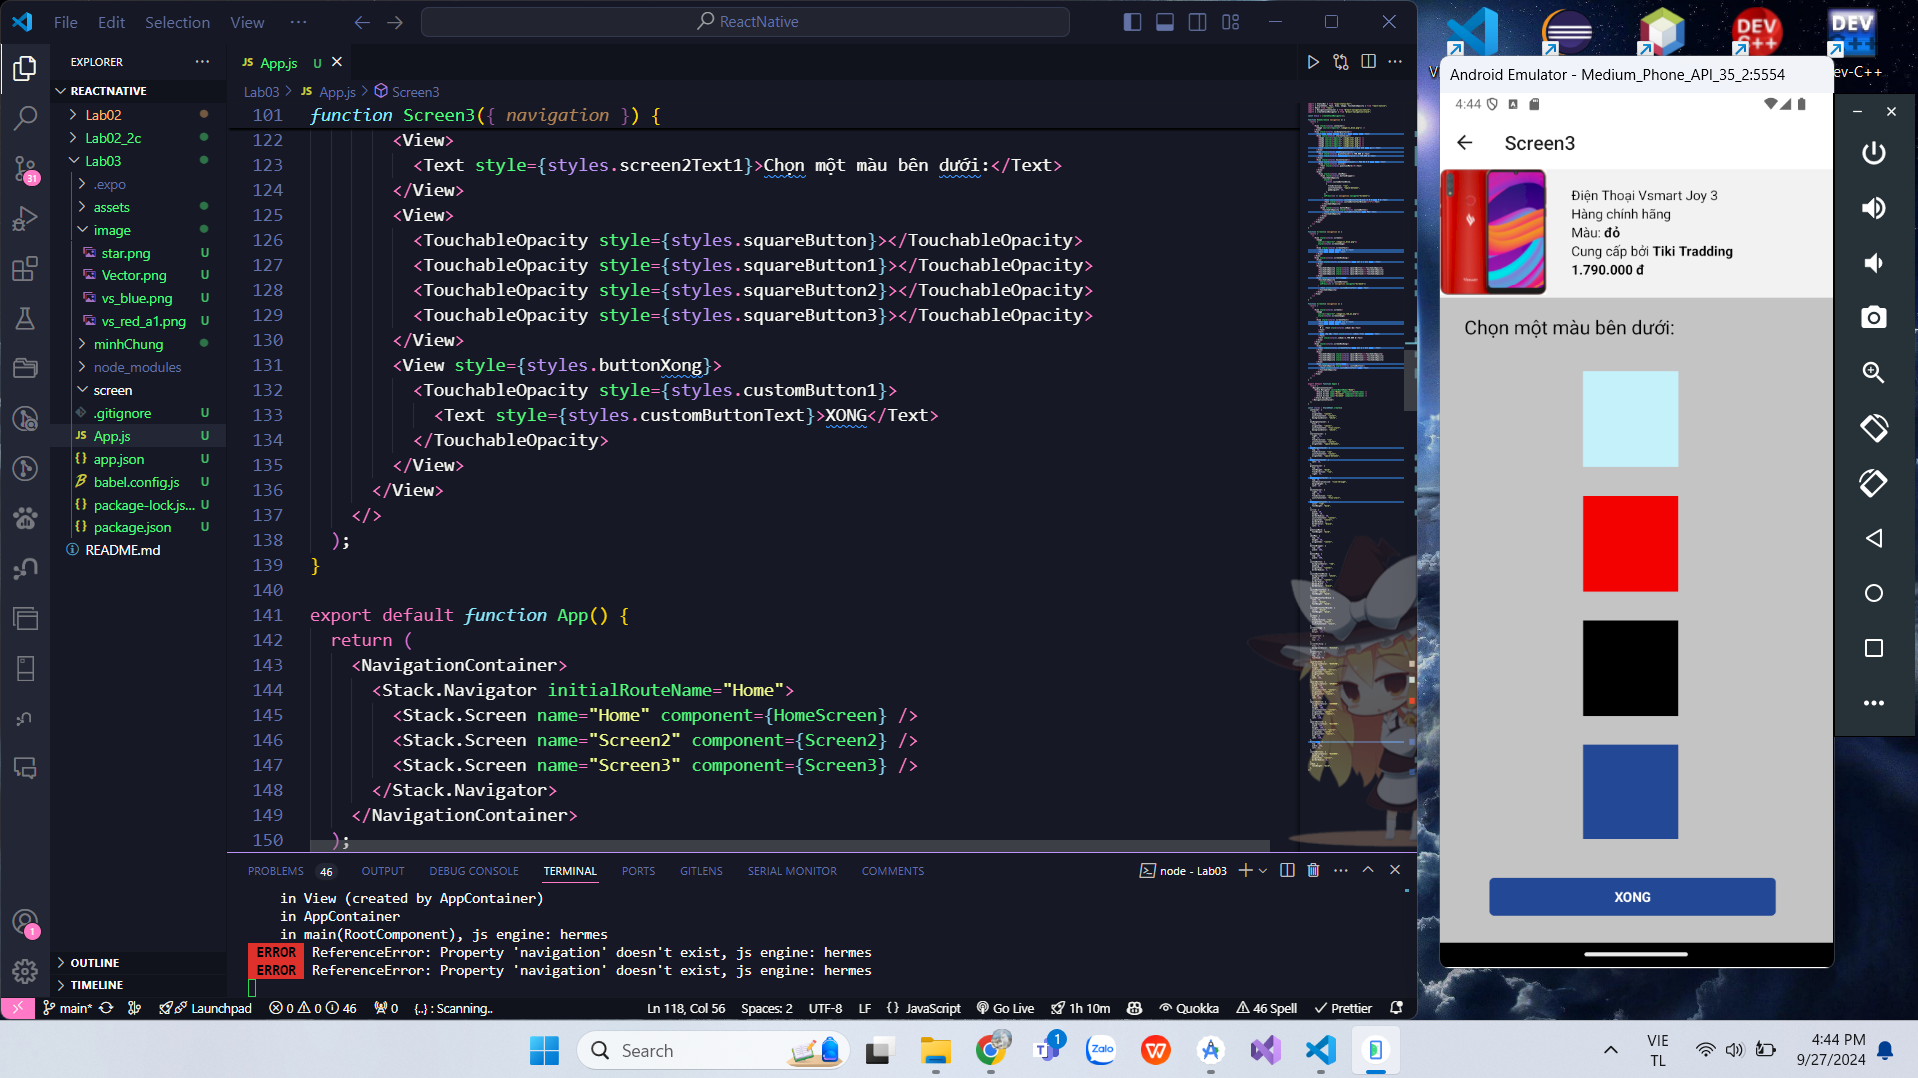 File Edit Selection View ··· ReactNative
EXPLORER ···
REACTNATIVE
Lab02
Lab02_2c
Lab03
.expo
assets
image
star.png U
Vector.png U
vs_blue.png U
vs_red_a1.png U
minhChung
node_modules
screen
.gitignore U
JS App.js U
{} app.json U
babel.config.js U
{} package-lock.js... U
{} package.json U
README.md
OUTLINE
TIMELINE
31
1
JS App.js U
Lab03 > JS App.js > Screen3
101 function Screen3({ navigation }) {
122 <View>
123 <Text style={styles.screen2Text1}>Chọn một màu bên dưới:</Text>
124 </View>
125 <View>
126 <TouchableOpacity style={styles.squareButton}></TouchableOpacity>
127 <TouchableOpacity style={styles.squareButton1}></TouchableOpacity>
128 <TouchableOpacity style={styles.squareButton2}></TouchableOpacity>
129 <TouchableOpacity style={styles.squareButton3}></TouchableOpacity>
130 </View>
131 <View style={styles.buttonXong}>
132 <TouchableOpacity style={styles.customButton1}>
133 <Text style={styles.customButtonText}>XONG</Text>
134 </TouchableOpacity>
135 </View>
136 </View>
137 </>
138 );
139 }
140
141 export default function App() {
142 return (
143 <NavigationContainer>
144 <Stack.Navigator initialRouteName="Home">
145 <Stack.Screen name="Home" component={HomeScreen} />
146 <Stack.Screen name="Screen2" component={Screen2} />
147 <Stack.Screen name="Screen3" component={Screen3} />
148 </Stack.Navigator>
149 </NavigationContainer>
150 );
PROBLEMS 46 OUTPUT DEBUG CONSOLE TERMINAL PORTS GITLENS SERIAL MONITOR COMMENTS node - Lab03
in View (created by AppContainer)
in AppContainer
in main(RootComponent), js engine: hermes
ERROR ReferenceError: Property 'navigation' doesn't exist, js engine: hermes
ERROR ReferenceError: Property 'navigation' doesn't exist, js engine: hermes
main* Launchpad 0 0 46 0 {..} : Scanning.. Ln 118, Col 56 Spaces: 2 UTF-8 LF {} JavaScript Go Live 1h 10m Quokka 46 Spell Prettier
DEV C++
DEV
ev-C++
Android Emulator - Medium_Phone_API_35_2:5554
4:44
Screen3
Điện Thoại Vsmart Joy 3
Hàng chính hãng
Màu: đỏ
Cung cấp bởi Tiki Tradding
1.790.000 đ
Chọn một màu bên dưới:
XONG
Search
1
Zalo
VIE
TL
4:44 PM
9/27/2024